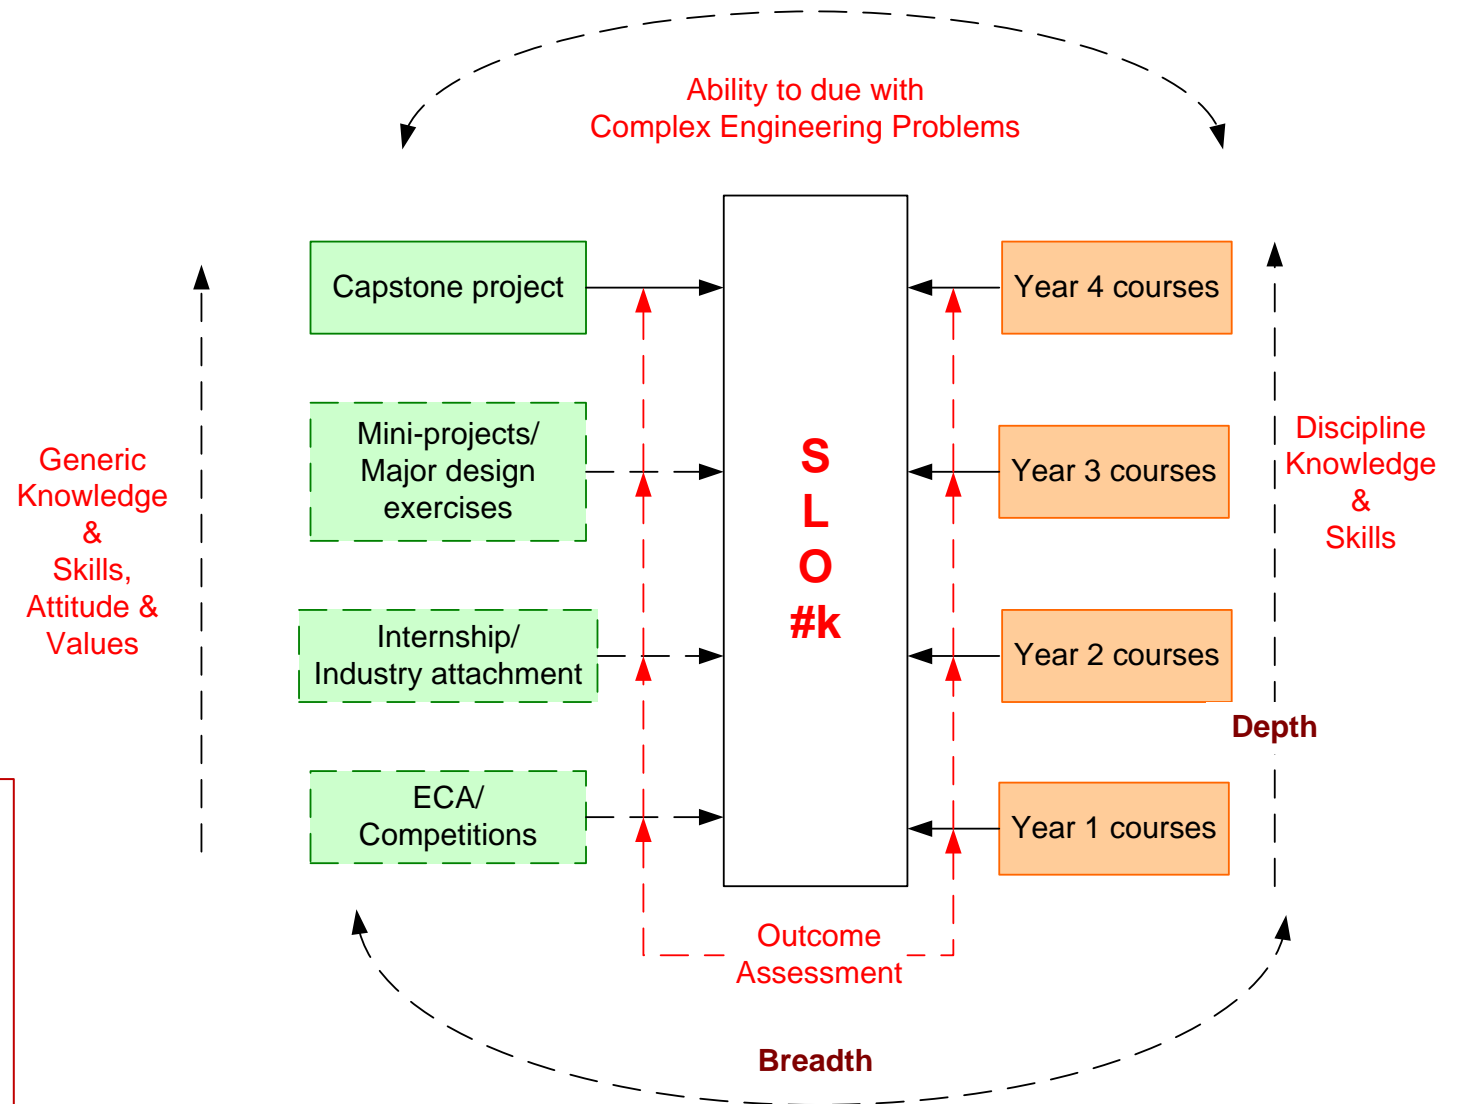 Ability to due with
Complex Engineering Problems
Capstone project
Year 4 courses
Mini-projects/
Major design
exercises
Year 3 courses
Generic
Knowledge
&
Skills,
Attitude &
Values
S
L
O
#k
Discipline
Knowledge
&
Skills
Internship/
Industry attachment
Year 2 courses
Depth
ECA/
Competitions
Year 1 courses
Outcome
Assessment
Breadth